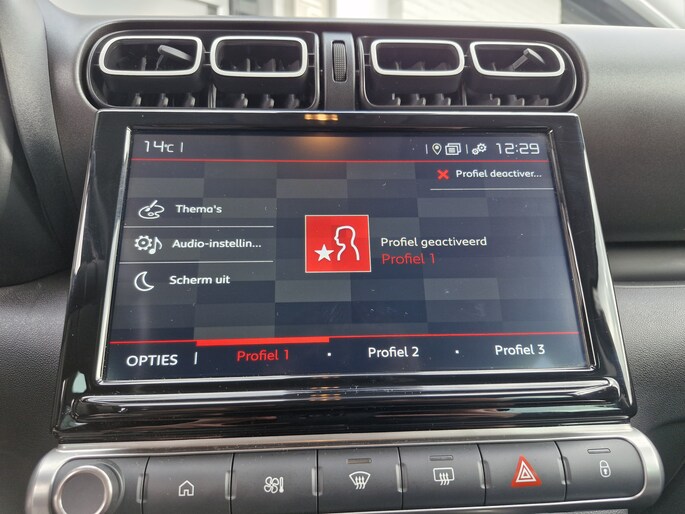 14°C
12:29
Profiel deactiver...
Thema's
Audio-instellin...
Scherm uit
Profiel geactiveerd
Profiel 1
OPTIES
Profiel 1
Profiel 2
Profiel 3